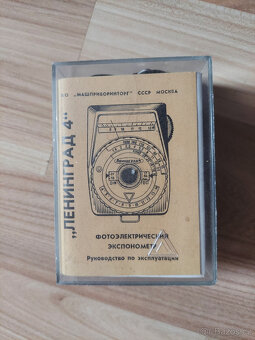 В/О „МАШПРИБОРИНТОРГ" СССР МОСКВА
„ЛЕНИНГРАД 4"
ФОТОЭЛЕКТРИЧЕСКИЙ
ЭКСПОНОМЕТР
Руководство по эксплуатации